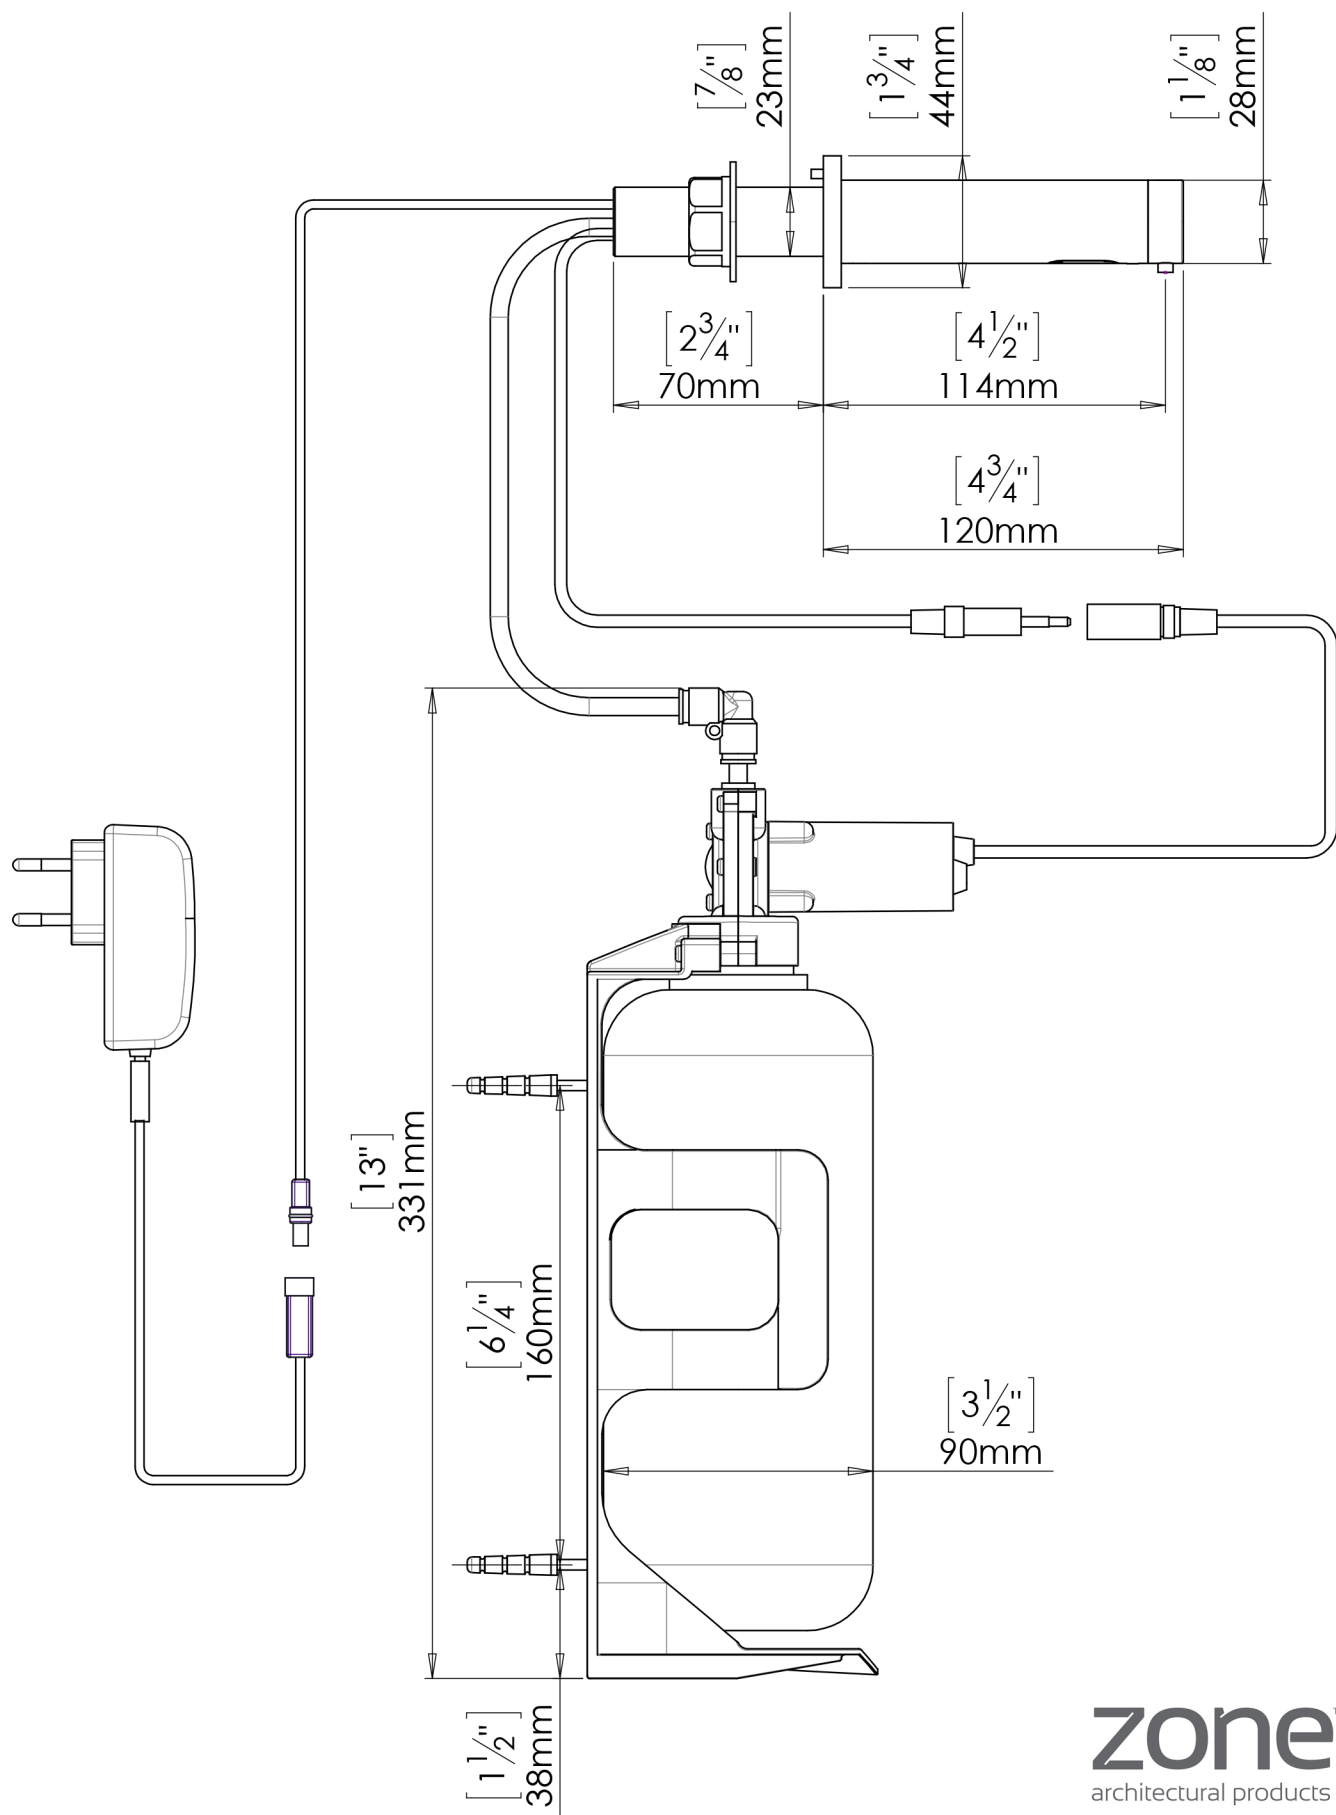 [7/8"]
23mm
[1 3/4"]
44mm
[1 1/8"]
28mm
[2 3/4"]
70mm
[4 1/2"]
114mm
[4 3/4"]
120mm
[13"]
331mm
[6 1/4"]
160mm
[3 1/2"]
90mm
[1 1/2"]
38mm
zone
architectural products